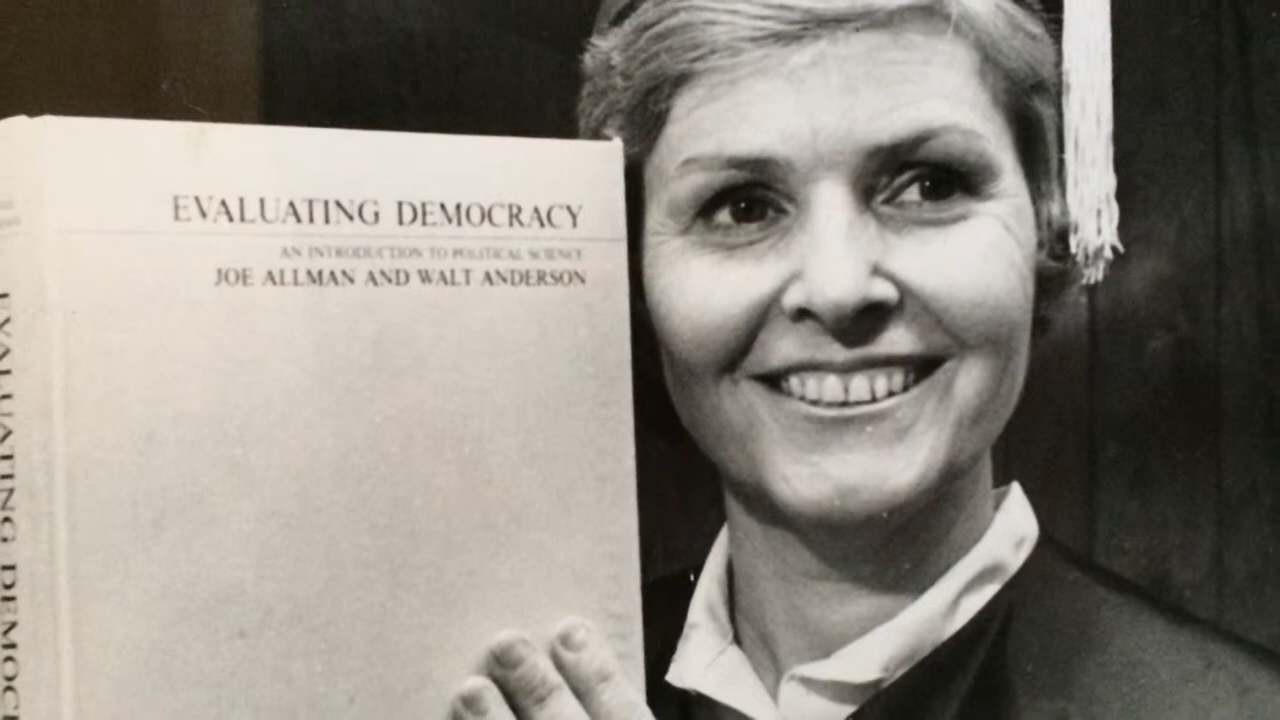 EVALUATING DEMOCRACY
AN INTRODUCTION TO POLITICAL SCIENCE
JOE ALLMAN AND WALT ANDERSON
EVALUATING DEMOC